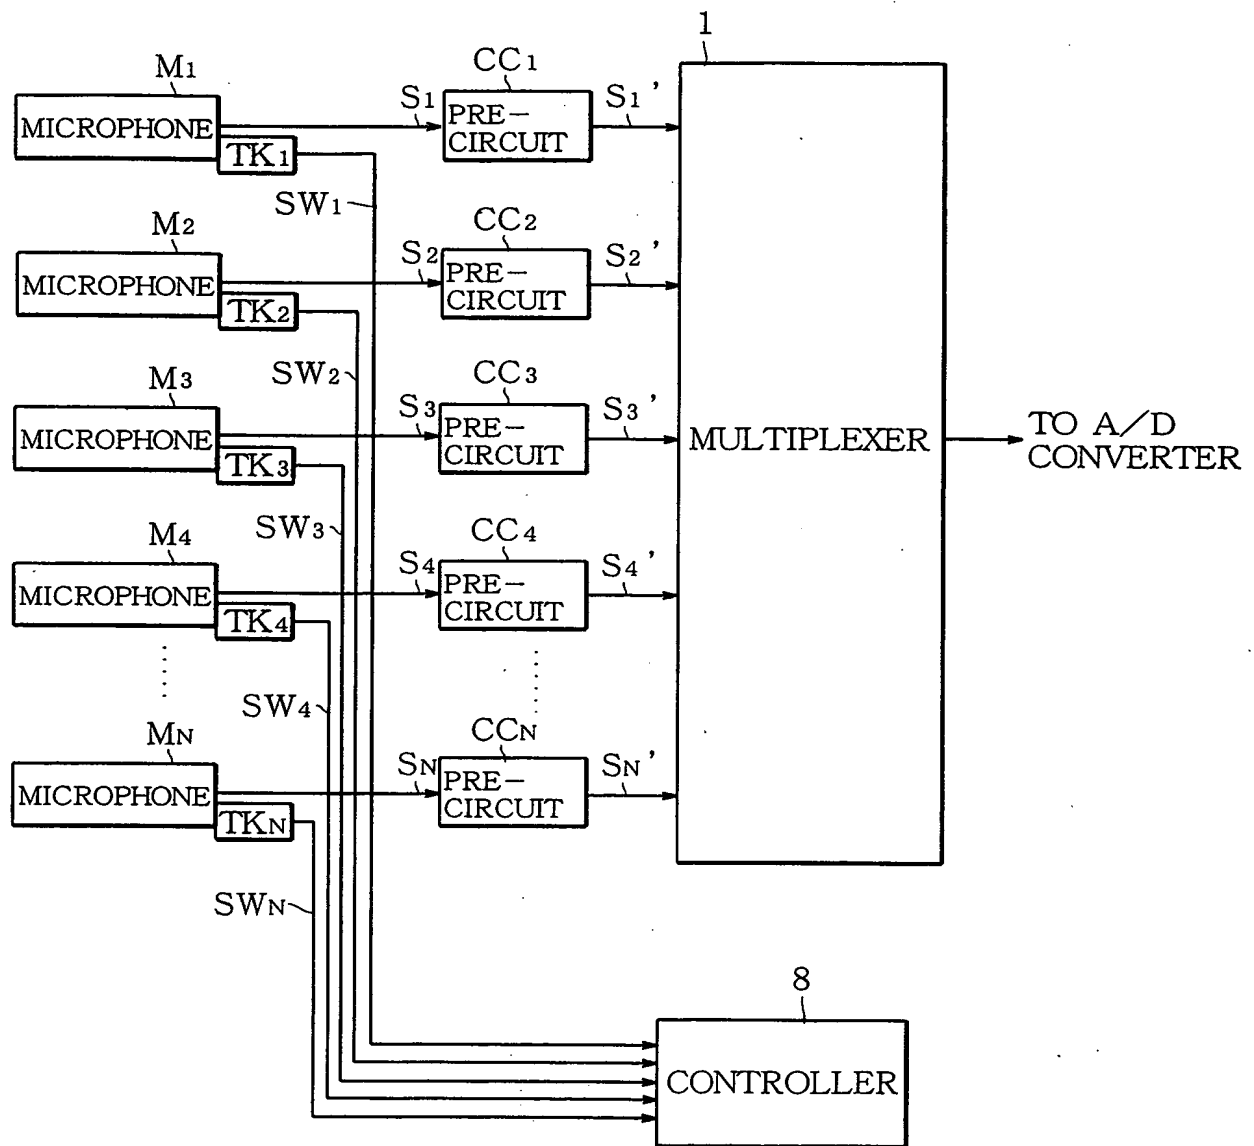 1
M1
CC1
MICROPHONE
S1
PRE-
CIRCUIT
S1'
TK1
SW1
M2
CC2
MICROPHONE
S2
PRE-
CIRCUIT
S2'
TK2
SW2
M3
CC3
MICROPHONE
S3
PRE-
CIRCUIT
S3'
TK3
MULTIPLEXER
TO A/D
CONVERTER
SW3
M4
CC4
MICROPHONE
S4
PRE-
CIRCUIT
S4'
TK4
SW4
MN
CCN
MICROPHONE
SN
PRE-
CIRCUIT
SN'
TKN
SWN
8
CONTROLLER